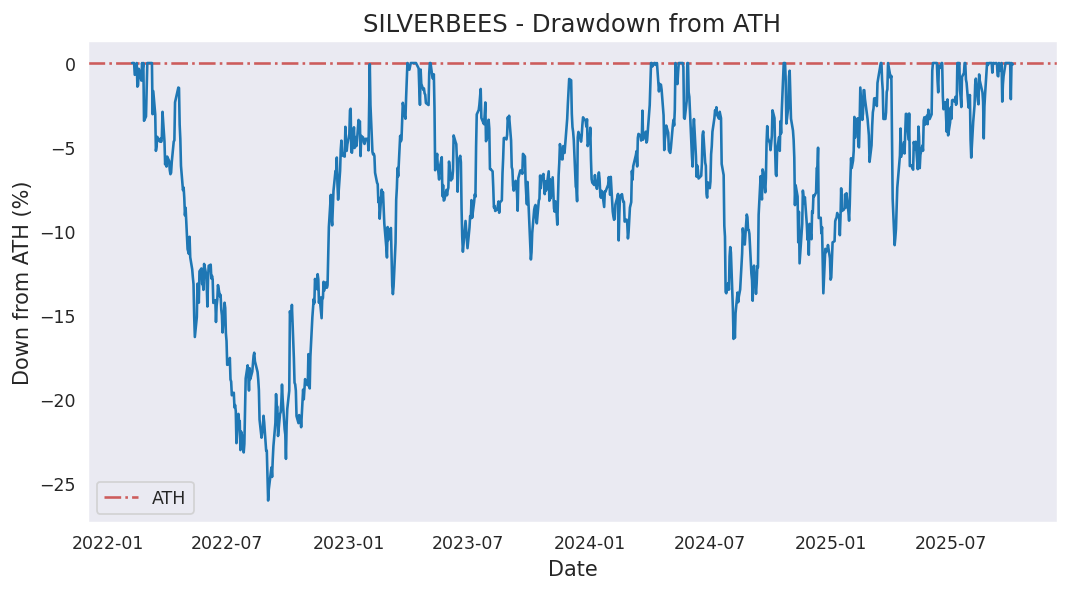 SILVERBEES - Drawdown from ATH
Down from ATH (%)
0
−5
−10
−15
−20
−25
ATH
2022-01 2022-07 2023-01 2023-07 2024-01 2024-07 2025-01 2025-07
Date